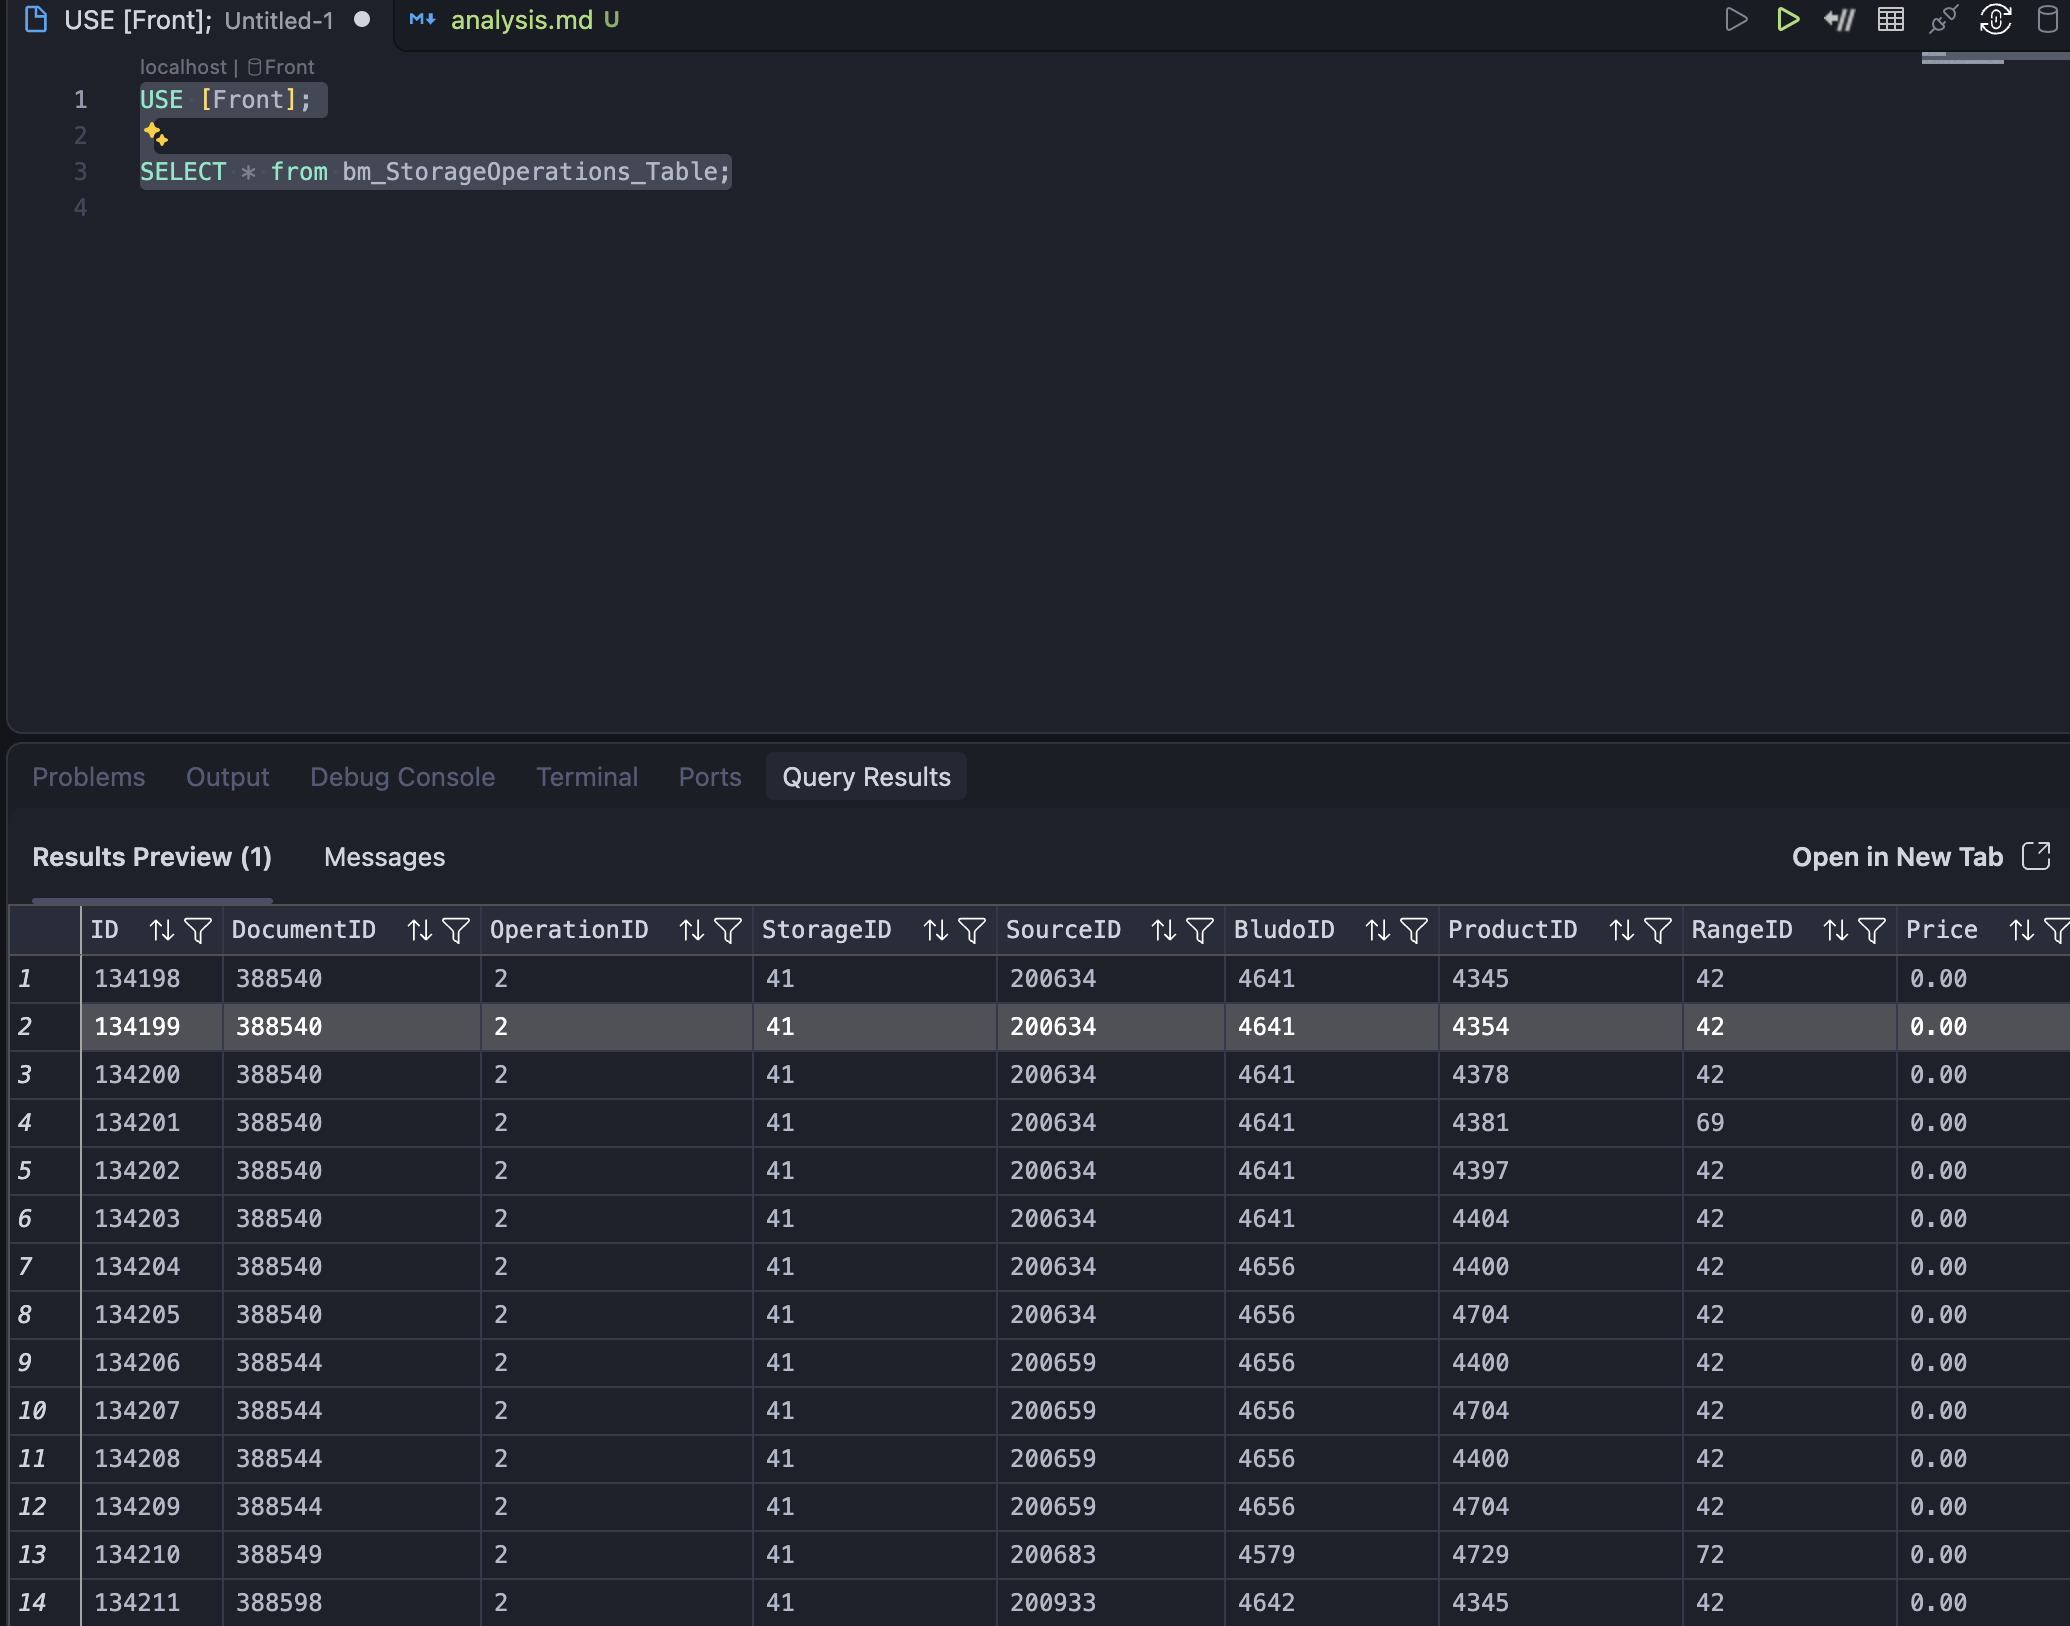 USE [Front]; Untitled-1 analysis.md U
localhost | Front
1 USE [Front];
2
3 SELECT * from bm_StorageOperations_Table;
4
Problems Output Debug Console Terminal Ports Query Results
Results Preview (1) Messages Open in New Tab
ID DocumentID OperationID StorageID SourceID BludoID ProductID RangeID Price
1 134198 388540 2 41 200634 4641 4345 42 0.00
2 134199 388540 2 41 200634 4641 4354 42 0.00
3 134200 388540 2 41 200634 4641 4378 42 0.00
4 134201 388540 2 41 200634 4641 4381 69 0.00
5 134202 388540 2 41 200634 4641 4397 42 0.00
6 134203 388540 2 41 200634 4641 4404 42 0.00
7 134204 388540 2 41 200634 4656 4400 42 0.00
8 134205 388540 2 41 200634 4656 4704 42 0.00
9 134206 388544 2 41 200659 4656 4400 42 0.00
10 134207 388544 2 41 200659 4656 4704 42 0.00
11 134208 388544 2 41 200659 4656 4400 42 0.00
12 134209 388544 2 41 200659 4656 4704 42 0.00
13 134210 388549 2 41 200683 4579 4729 72 0.00
14 134211 388598 2 41 200933 4642 4345 42 0.00